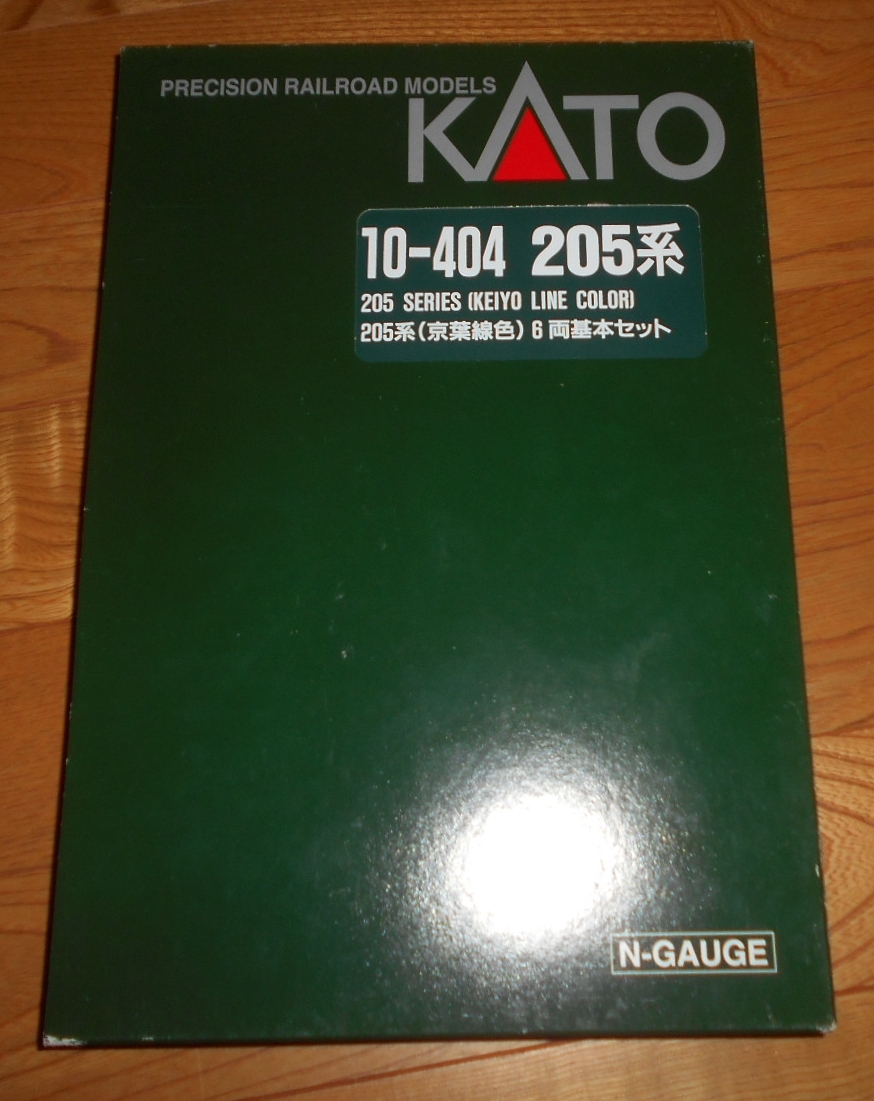 PRECISION RAILROAD MODELS
KATO
10-404 205系
205 SERIES (KEIYO LINE COLOR)
205系(京葉線色)6両基本セット
N-GAUGE